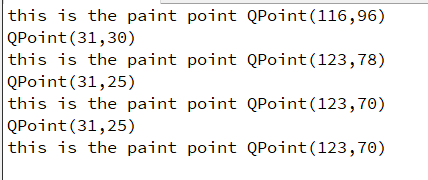 this is the paint point QPoint(116,96)
QPoint(31,30)
this is the paint point QPoint(123,78)
QPoint(31,25)
this is the paint point QPoint(123,70)
QPoint(31,25)
this is the paint point QPoint(123,70)